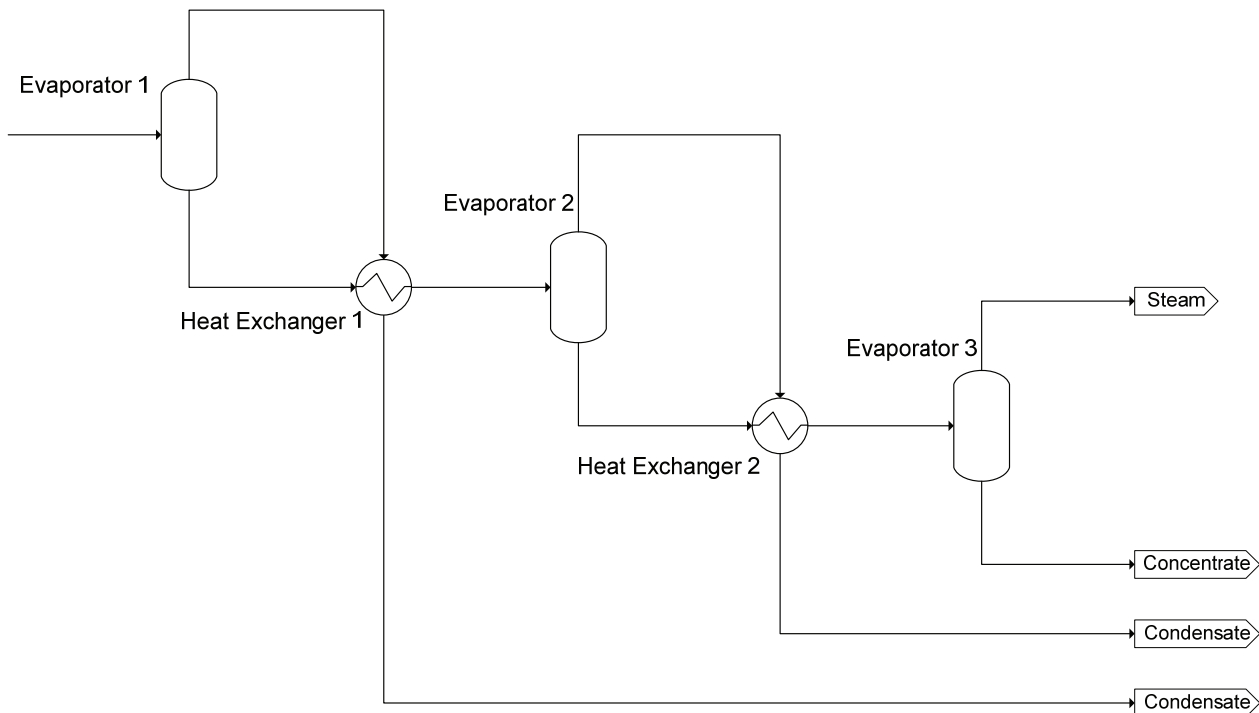 Evaporator 1
Evaporator 2
Heat Exchanger 1
Steam
Evaporator 3
Heat Exchanger 2
Concentrate
Condensate
Condensate